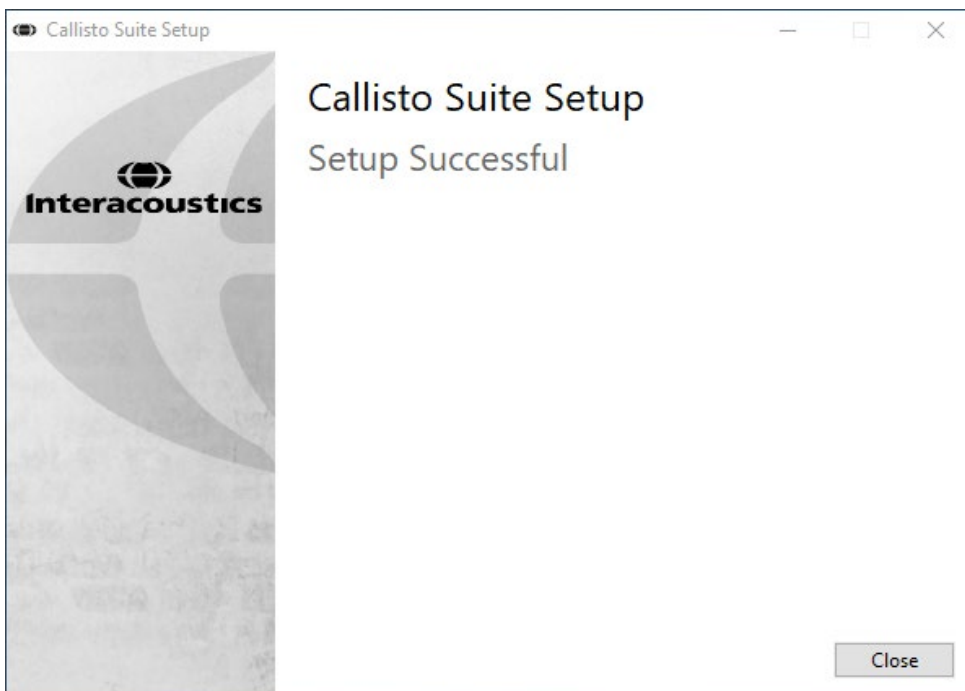 Callisto Suite Setup
Callisto Suite Setup
Setup Successful
Interacoustics
Close